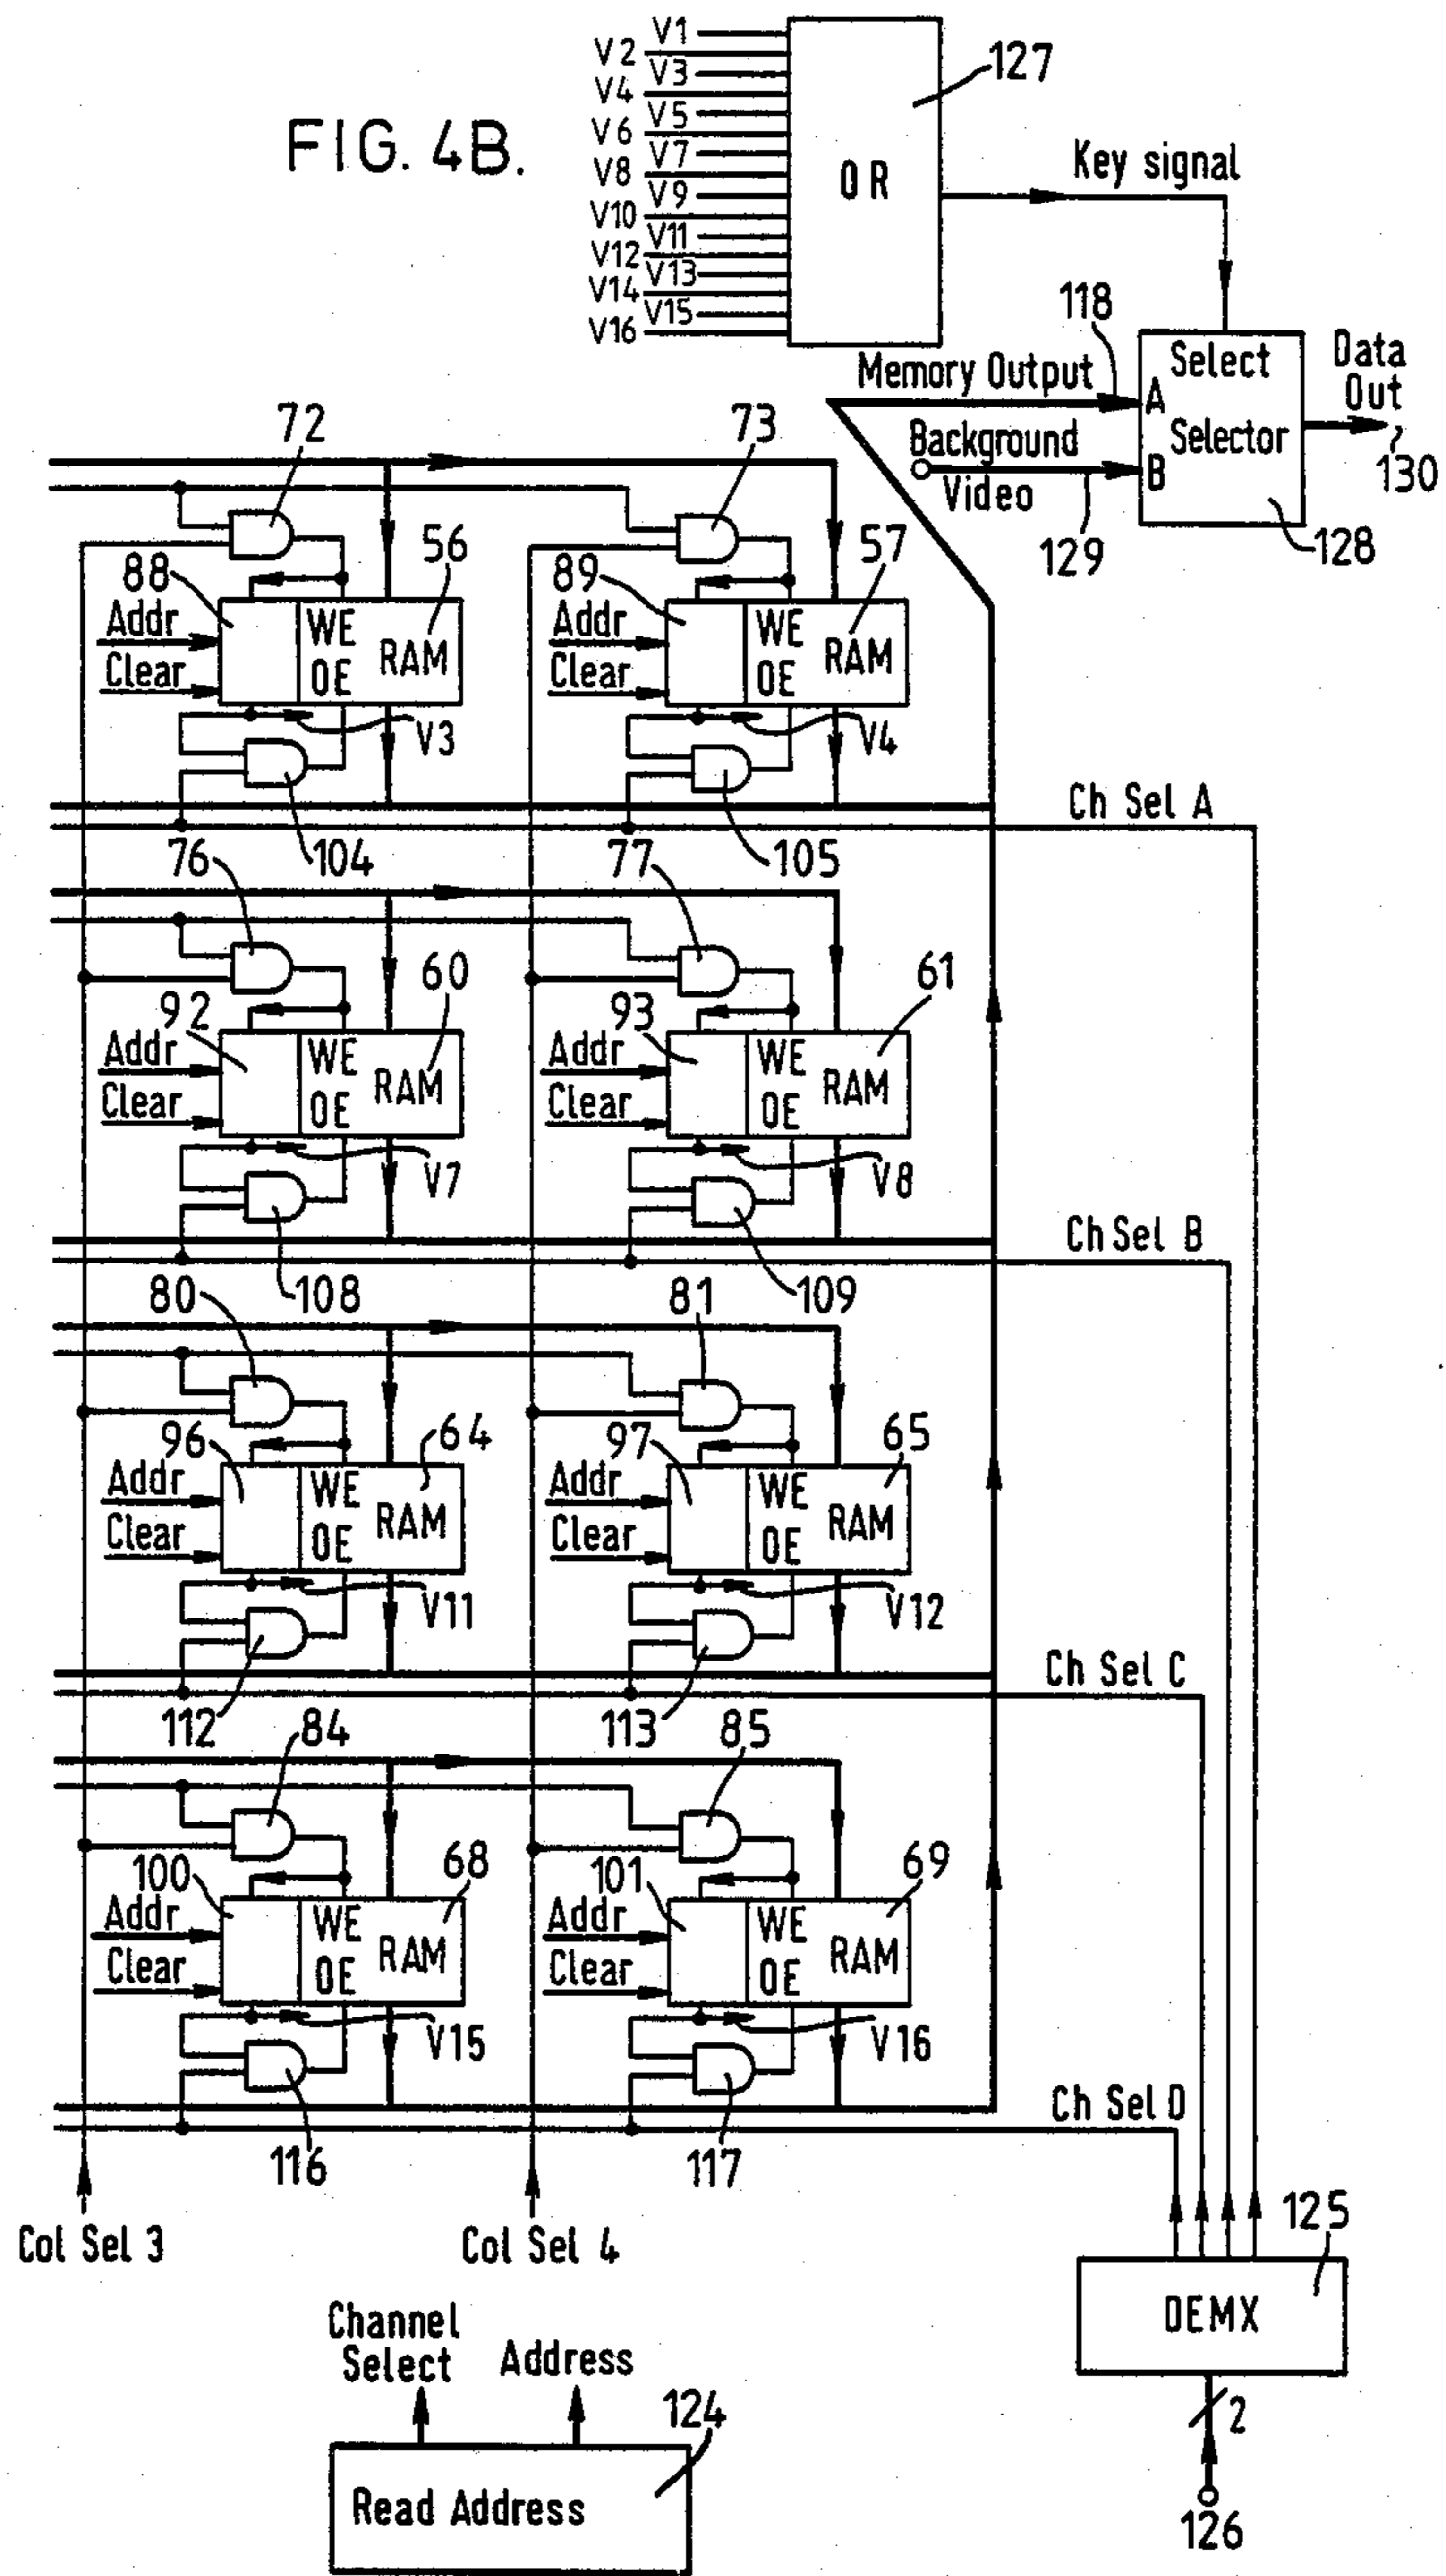 FIG. 4B.
V1
V2
V3
V4
V5
V6
V7
V8
V9
V10
V11
V12
V13
V14
V15
V16
OR
127
Key signal
118
Memory Output
Background
Video
129
A
B
Select
Selector
128
Data
Out
130
72
73
88
56
89
57
Addr
Clear
WE
OE
RAM
Addr
Clear
WE
OE
RAM
V3
V4
104
105
Ch Sel A
76
77
92
60
93
61
Addr
Clear
WE
OE
RAM
Addr
Clear
WE
OE
RAM
V7
V8
108
109
Ch Sel B
80
81
96
64
97
65
Addr
Clear
WE
OE
RAM
Addr
Clear
WE
OE
RAM
V11
V12
112
113
Ch Sel C
84
85
100
68
101
69
Addr
Clear
WE
OE
RAM
Addr
Clear
WE
OE
RAM
V15
V16
116
117
Ch Sel D
Col Sel 3
Col Sel 4
125
DEMX
2
126
Channel
Select
Address
124
Read Address